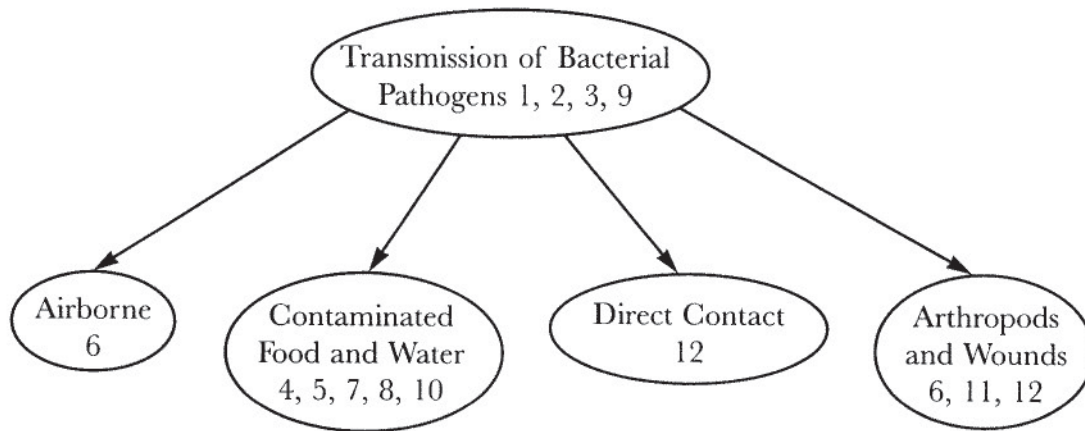 Transmission of Bacterial
Pathogens 1, 2, 3, 9
Airborne
6
Contaminated
Food and Water
4, 5, 7, 8, 10
Direct Contact
12
Arthropods
and Wounds
6, 11, 12